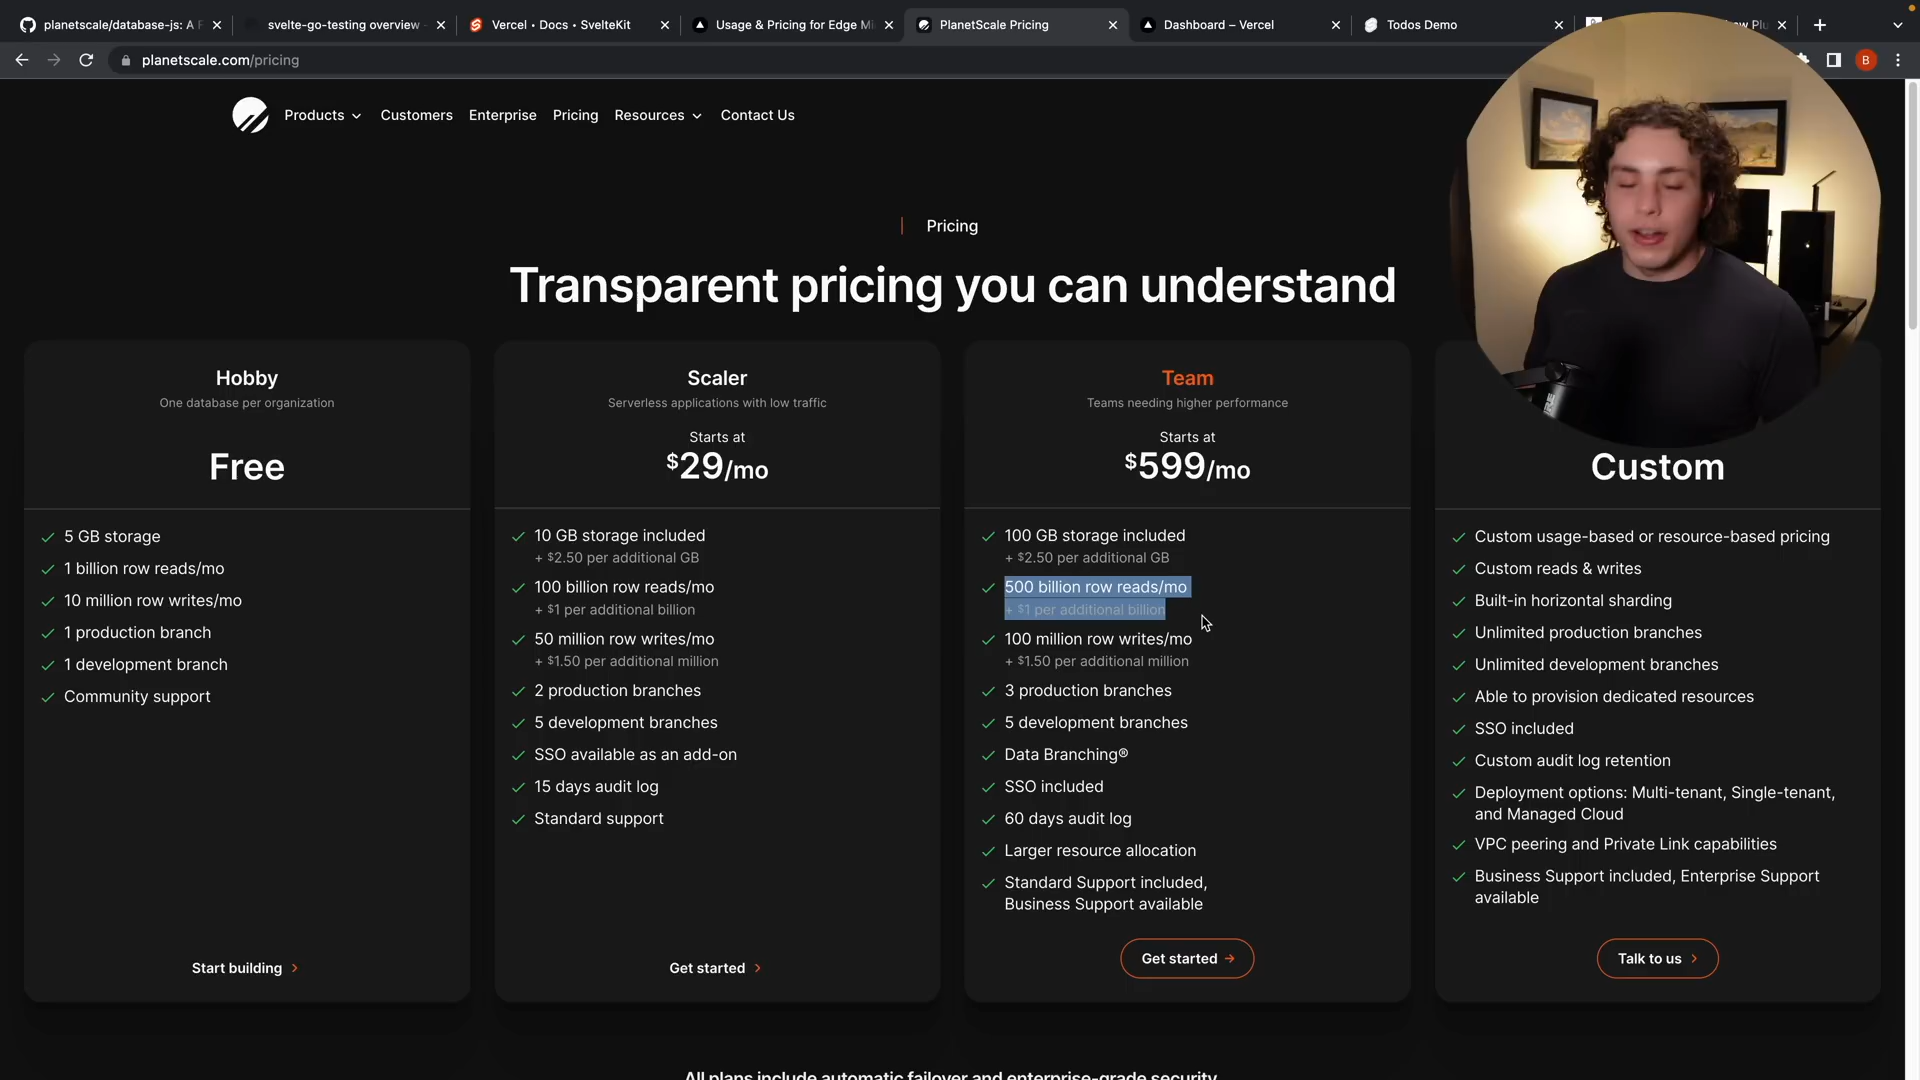 planetscale/database-js: A F
svelte-go-testing overview
Vercel • Docs • SvelteKit
Usage & Pricing for Edge Mi
PlanetScale Pricing
Dashboard – Vercel
Todos Demo
planetscale.com/pricing
B
Products
Customers
Enterprise
Pricing
Resources
Contact Us
Pricing
Transparent pricing you can understand
Hobby
One database per organization
Free
5 GB storage
1 billion row reads/mo
10 million row writes/mo
1 production branch
1 development branch
Community support
Start building
Scaler
Serverless applications with low traffic
Starts at
$29/mo
10 GB storage included
+ $2.50 per additional GB
100 billion row reads/mo
+ $1 per additional billion
50 million row writes/mo
+ $1.50 per additional million
2 production branches
5 development branches
SSO available as an add-on
15 days audit log
Standard support
Get started
Team
Teams needing higher performance
Starts at
$599/mo
100 GB storage included
+ $2.50 per additional GB
500 billion row reads/mo
+ $1 per additional billion
100 million row writes/mo
+ $1.50 per additional million
3 production branches
5 development branches
Data Branching®
SSO included
60 days audit log
Larger resource allocation
Standard Support included,
Business Support available
Get started
Custom
Custom usage-based or resource-based pricing
Custom reads & writes
Built-in horizontal sharding
Unlimited production branches
Unlimited development branches
Able to provision dedicated resources
SSO included
Custom audit log retention
Deployment options: Multi-tenant, Single-tenant,
and Managed Cloud
VPC peering and Private Link capabilities
Business Support included, Enterprise Support
available
Talk to us
All plans include automatic failover and enterprise-grade security